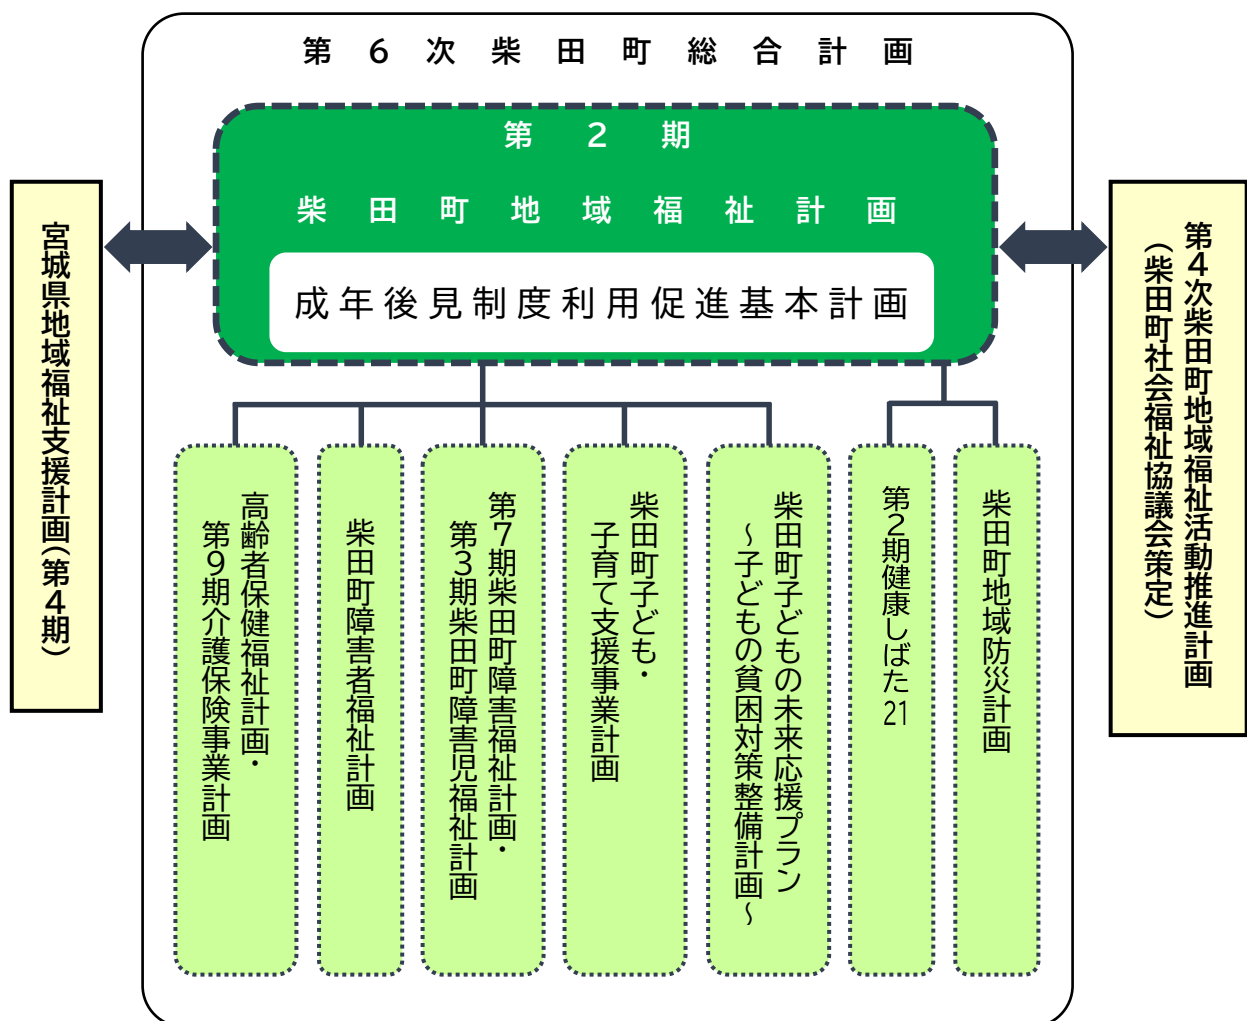 第６次柴田町総合計画
第２期
柴田町地域福祉計画
成年後見制度利用促進基本計画
宮城県地域福祉支援計画（第４期）
第４次柴田町地域福祉活動推進計画
（柴田町社会福祉協議会策定）
高齢者保健福祉計画・
第９期介護保険事業計画
柴田町障害者福祉計画
第７期柴田町障害福祉計画・
第３期柴田町障害児福祉計画
柴田町子ども・
子育て支援事業計画
柴田町子どもの未来応援プラン
～子どもの貧困対策整備計画～
第２期健康しばた21
柴田町地域防災計画